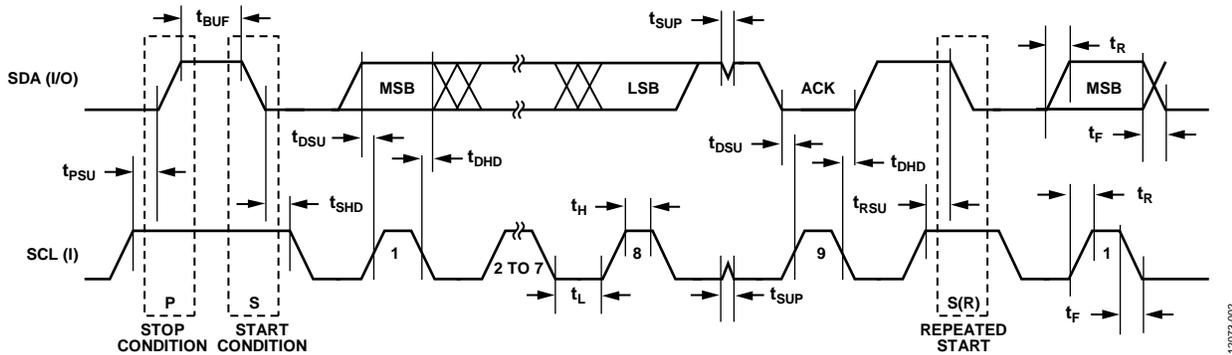 tBUF
tSUP
tR
SDA (I/O)
MSB
LSB
ACK
MSB
tDSU
tDHD
tDSU
tDHD
tF
tPSU
tSHD
tH
tRSU
tR
SCL (I)
1
2 TO 7
8
9
1
tL
tSUP
tF
P
S
S(R)
STOP
CONDITION
START
CONDITION
REPEATED
START